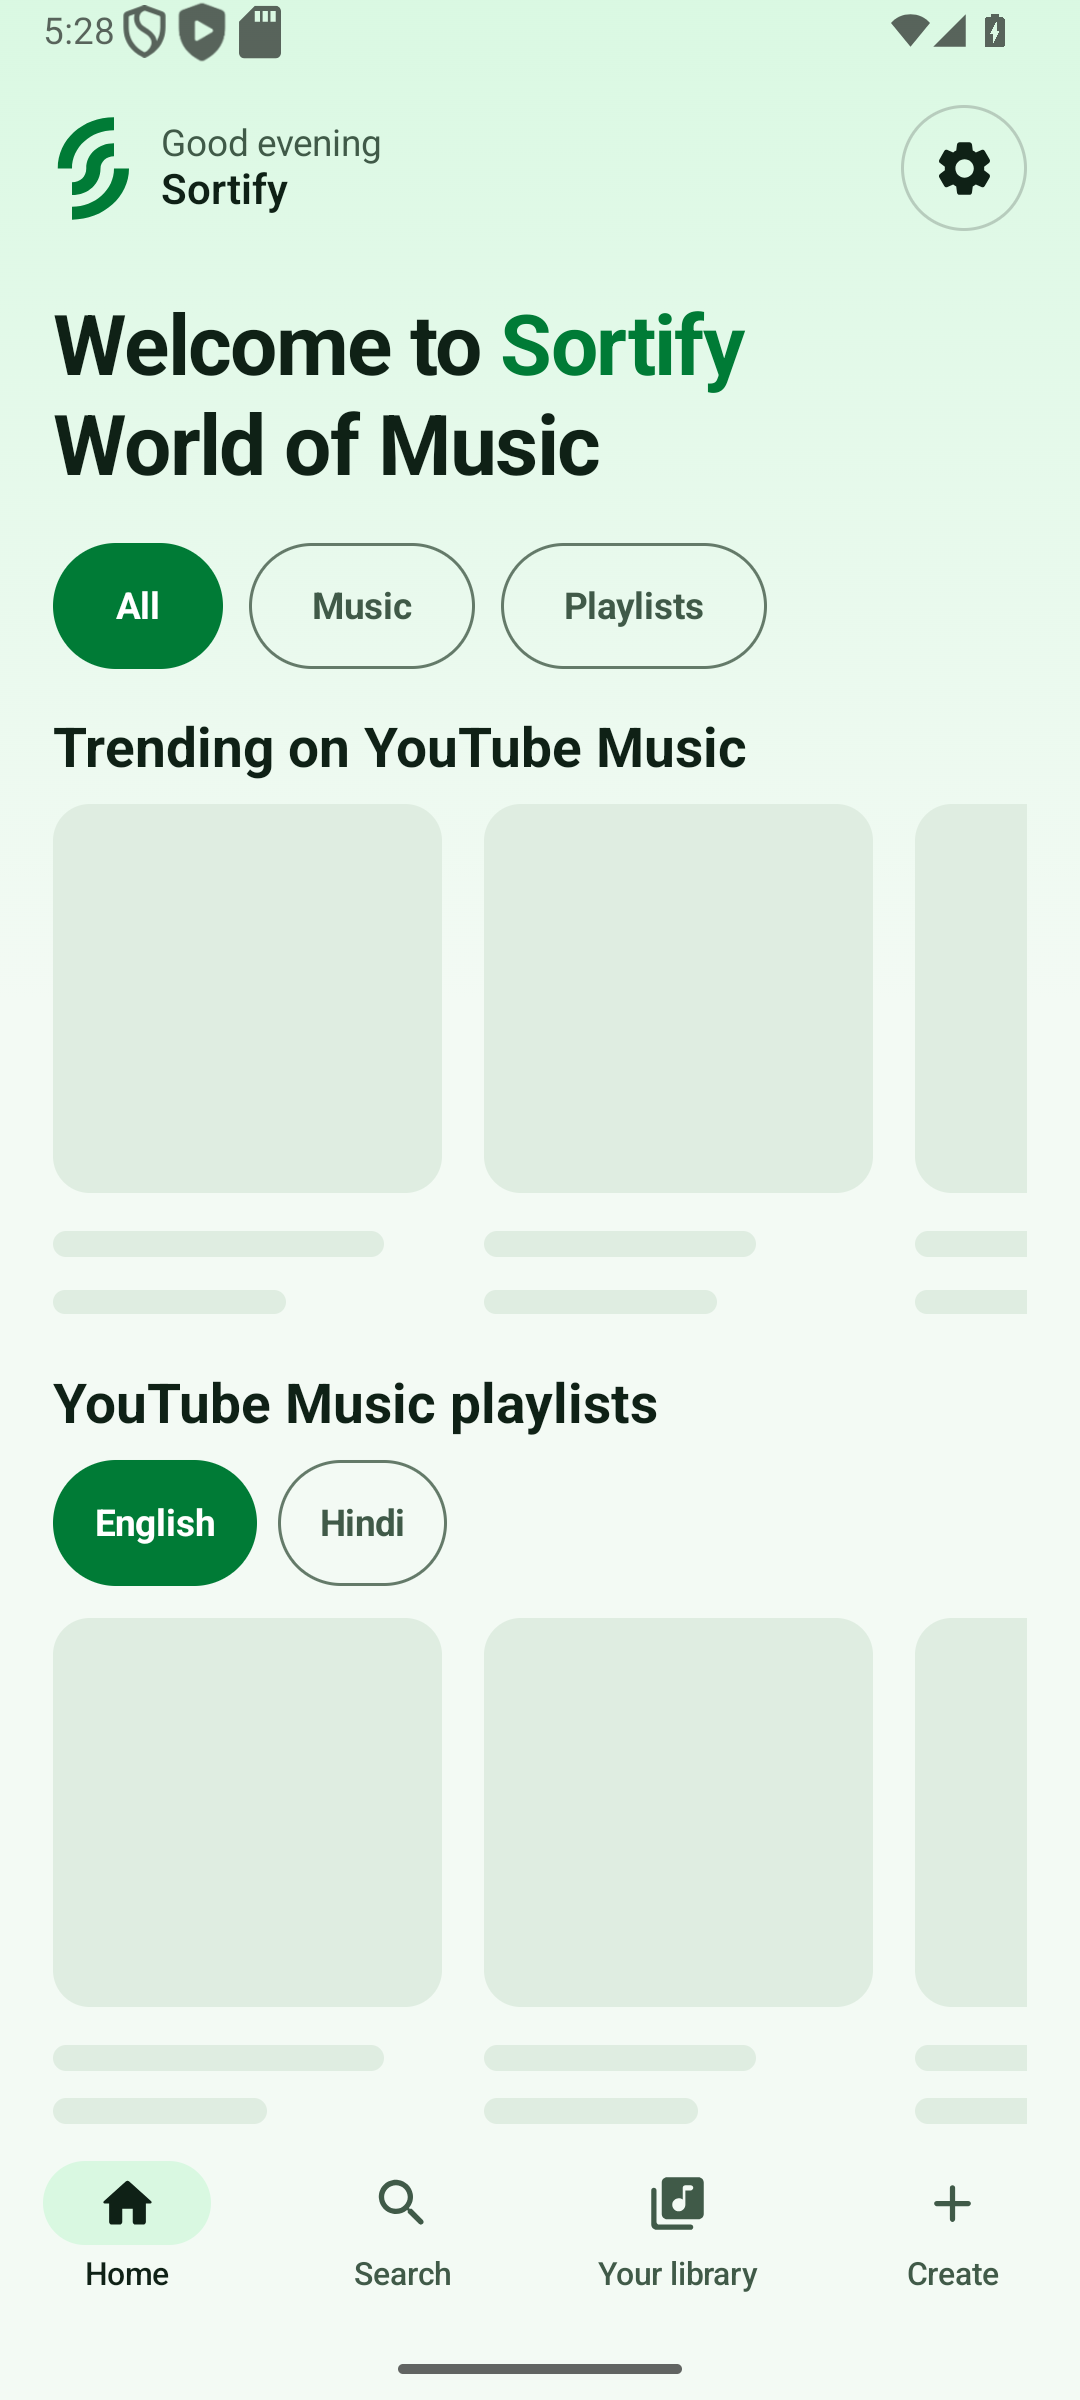 5:28
Good evening
Sortify
Welcome to Sortify
World of Music
All
Music
Playlists
Trending on YouTube Music
YouTube Music playlists
English
Hindi
Home
Search
Your library
Create